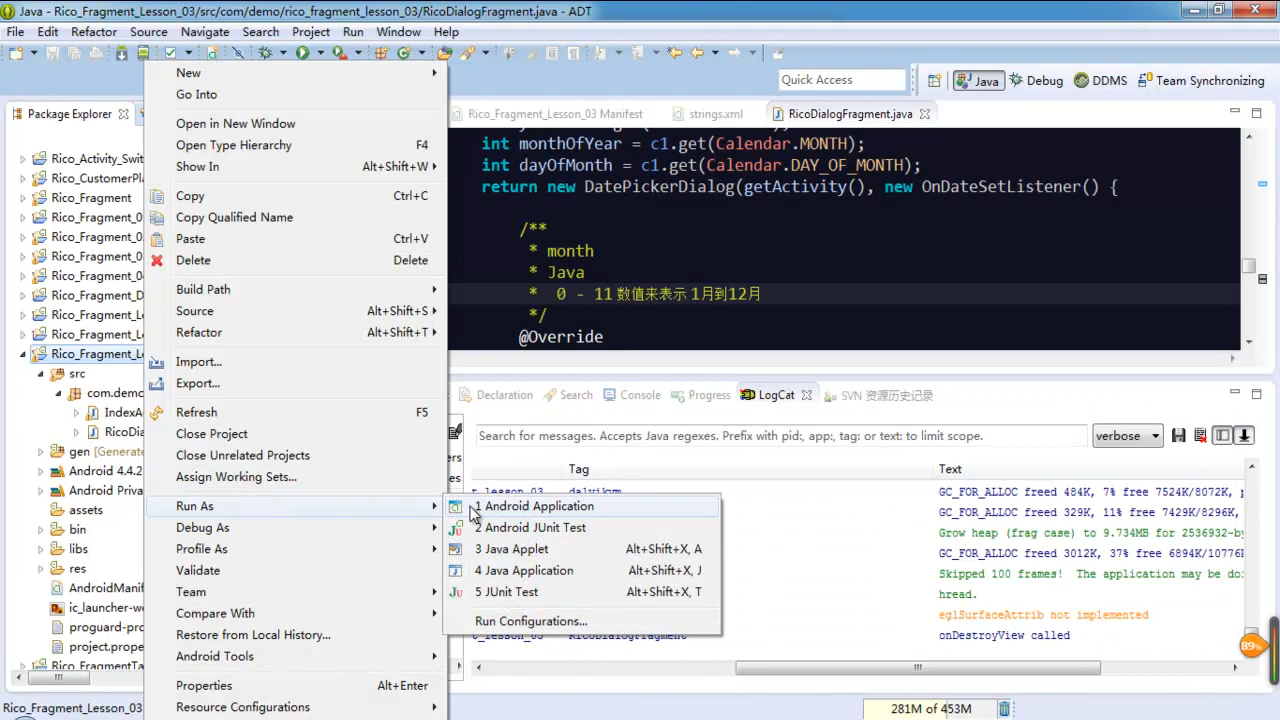 Java - Rico_Fragment_Lesson_03/src/com/demo/rico_fragment_lesson_03/RicoDialogFragment.java - ADT
File Edit Refactor Source Navigate Search Project Run Window Help
Quick Access
Java Debug DDMS Team Synchronizing
Package Explorer
Rico_Fragment_Lesson_03 Manifest strings.xml RicoDialogFragment.java
Rico_Activity_Swit
Rico_CustomerPla
Rico_Fragment
Rico_Fragment_0
Rico_Fragment_0
Rico_Fragment_0
Rico_Fragment_04
Rico_Fragment_D
Rico_Fragment_Le
Rico_Fragment_Le
Rico_Fragment_Le
src
com.demo
IndexA
RicoDia
gen [Generate
Android 4.4.2
Android Priva
assets
bin
libs
res
AndroidManif
ic_launcher-we
proguard-pro
project.prope
Rico_FragmentTa
New
Go Into
Open in New Window
Open Type Hierarchy F4
Show In Alt+Shift+W
Copy Ctrl+C
Copy Qualified Name
Paste Ctrl+V
Delete Delete
Build Path
Source Alt+Shift+S
Refactor Alt+Shift+T
Import...
Export...
Refresh F5
Close Project
Close Unrelated Projects
Assign Working Sets...
Run As
Debug As
Profile As
Validate
Team
Compare With
Restore from Local History...
Android Tools
Properties Alt+Enter
Resource Configurations
1 Android Application
2 Android JUnit Test
3 Java Applet Alt+Shift+X, A
4 Java Application Alt+Shift+X, J
5 JUnit Test Alt+Shift+X, T
Run Configurations...
int monthOfYear = c1.get(Calendar.MONTH);
int dayOfMonth = c1.get(Calendar.DAY_OF_MONTH);
return new DatePickerDialog(getActivity(), new OnDateSetListener() {
/**
* month
* Java
* 0 - 11 数值来表示 1月到12月
*/
@Override
Declaration Search Console Progress LogCat SVN 资源历史记录
Search for messages. Accepts Java regexes. Prefix with pid:, app:, tag: or text: to limit scope.
verbose
Tag Text
t_lesson_03 dalvikvm GC_FOR_ALLOC freed 484K, 7% 7524K/8072K, p
GC_FOR_ALLOC freed 329K, 11% 7429K/8296K,
Grow heap (frag case) to 9.734MB for 2536932-b
GC_FOR_ALLOC freed 3012K, 37% 6894K/10776K
Skipped 100 frames! The application may be doi
hread.
eglSurfaceAttrib not implemented
t_lesson_03 RicoDialogFragment onDestroyView called
89%
Rico_Fragment_Lesson_03
281M of 453M